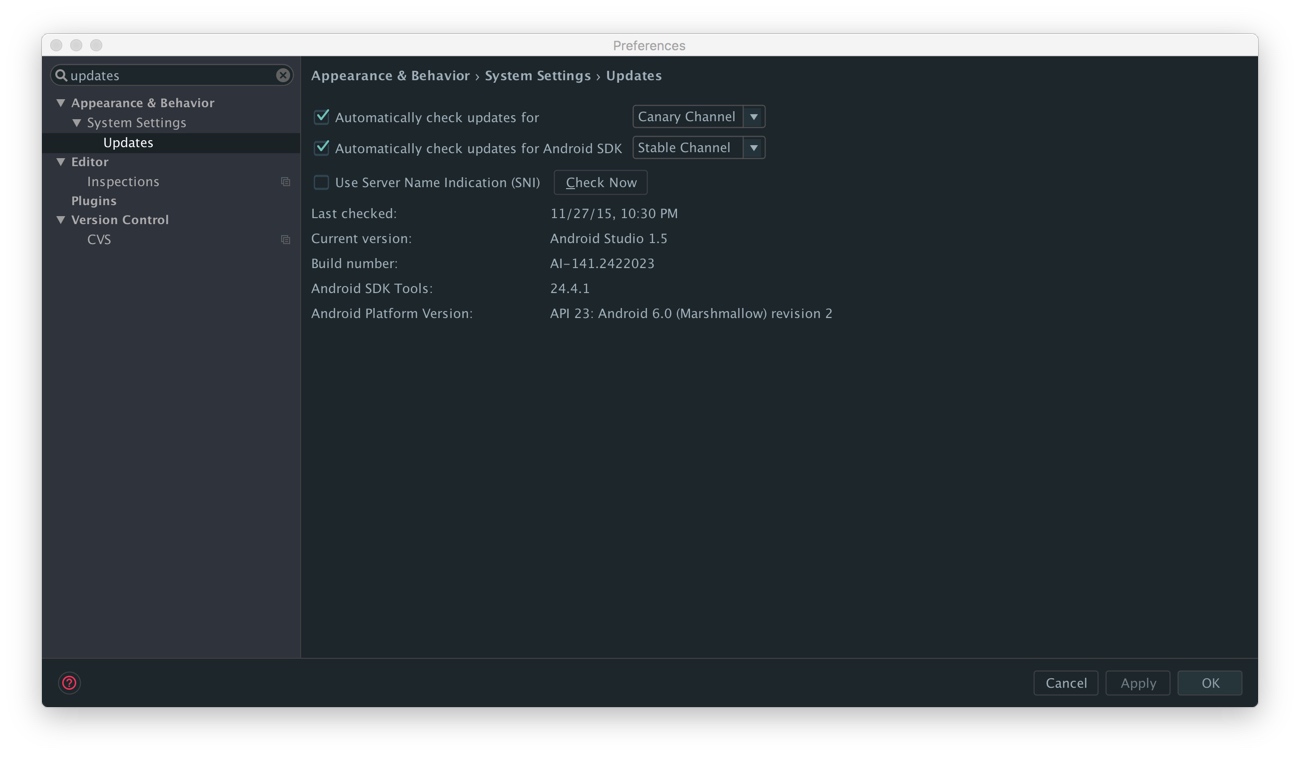 Preferences
updates
Appearance & Behavior
System Settings
Updates
Editor
Inspections
Plugins
Version Control
CVS
Appearance & Behavior › System Settings › Updates
Automatically check updates for Canary Channel
Automatically check updates for Android SDK Stable Channel
Use Server Name Indication (SNI) Check Now
Last checked: 11/27/15, 10:30 PM
Current version: Android Studio 1.5
Build number: AI-141.2422023
Android SDK Tools: 24.4.1
Android Platform Version: API 23: Android 6.0 (Marshmallow) revision 2
? Cancel Apply OK